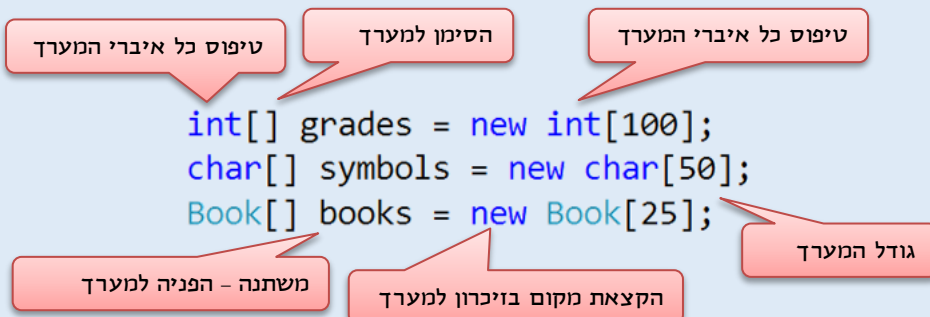 טיפוס כל איברי המערך
הסימן למערך
טיפוס כל איברי המערך
int[] grades = new int[100];
char[] symbols = new char[50];
Book[] books = new Book[25];
גודל המערך
משתנה – הפניה למערך
הקצאת מקום בזיכרון למערך